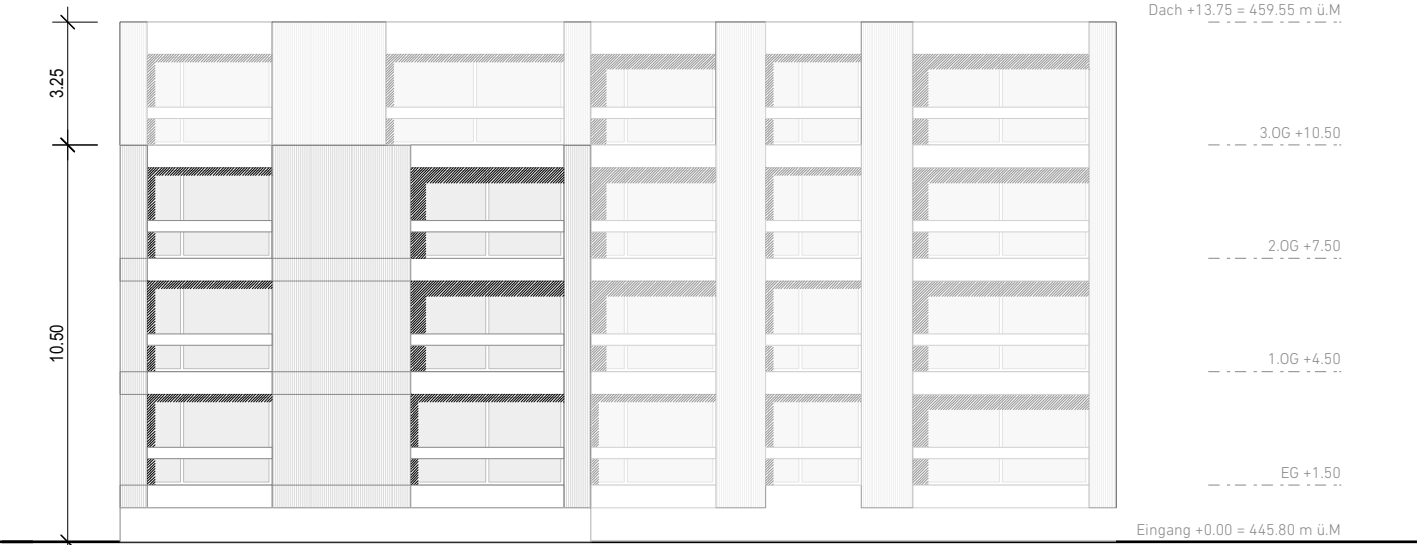 Dach +13.75 = 459.55 m ü.M
3.25
3.OG +10.50
2.OG +7.50
10.50
1.OG +4.50
EG +1.50
Eingang +0.00 = 445.80 m ü.M